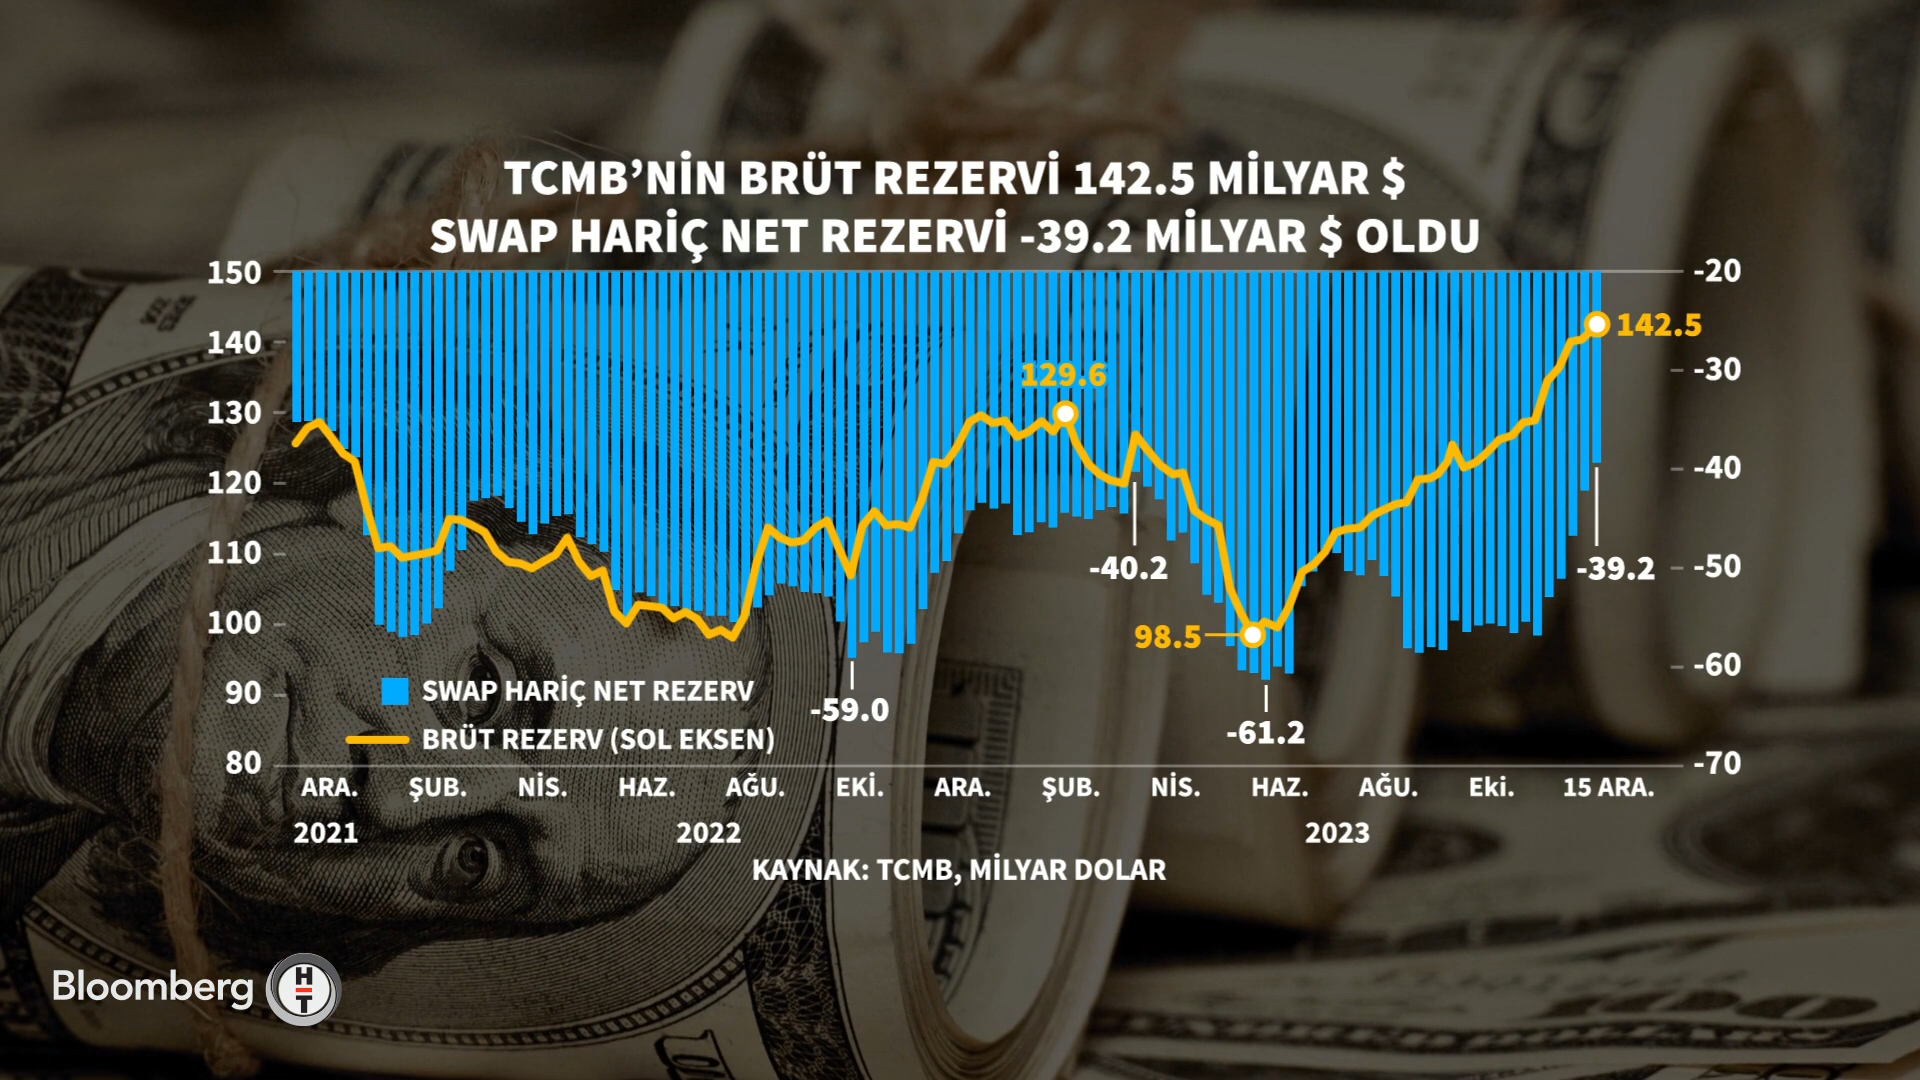 TCMB’NİN BRÜT REZERVİ 142.5 MİLYAR $
SWAP HARİÇ NET REZERVİ -39.2 MİLYAR $ OLDU
150
140
130
120
110
100
90
80
-20
-30
-40
-50
-60
-70
142.5
129.6
-40.2
-39.2
98.5
-59.0
-61.2
SWAP HARİÇ NET REZERV
BRÜT REZERV (SOL EKSEN)
ARA. ŞUB. NİS. HAZ. AĞU. EKİ. ARA. ŞUB. NİS. HAZ. AĞU. Eki. 15 ARA.
2021 2022 2023
KAYNAK: TCMB, MİLYAR DOLAR
Bloomberg HT